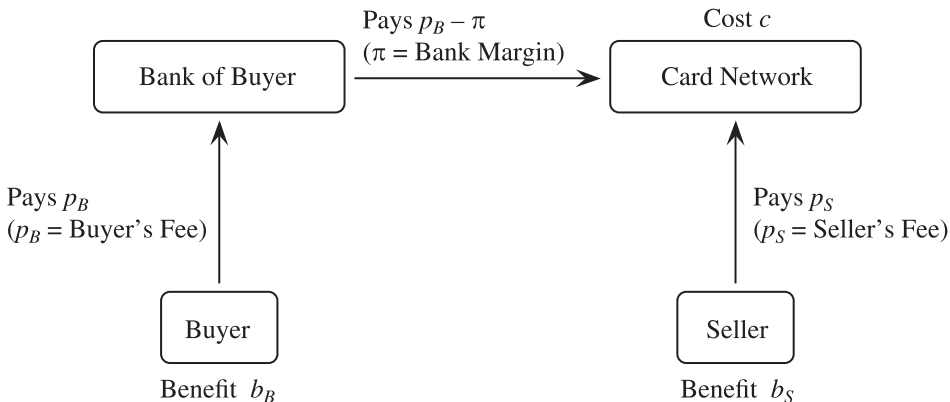 Pays p_B – π
(π = Bank Margin)
Cost c
Bank of Buyer
Card Network
Pays p_B
(p_B = Buyer's Fee)
Pays p_S
(p_S = Seller's Fee)
Buyer
Seller
Benefit b_B
Benefit b_S